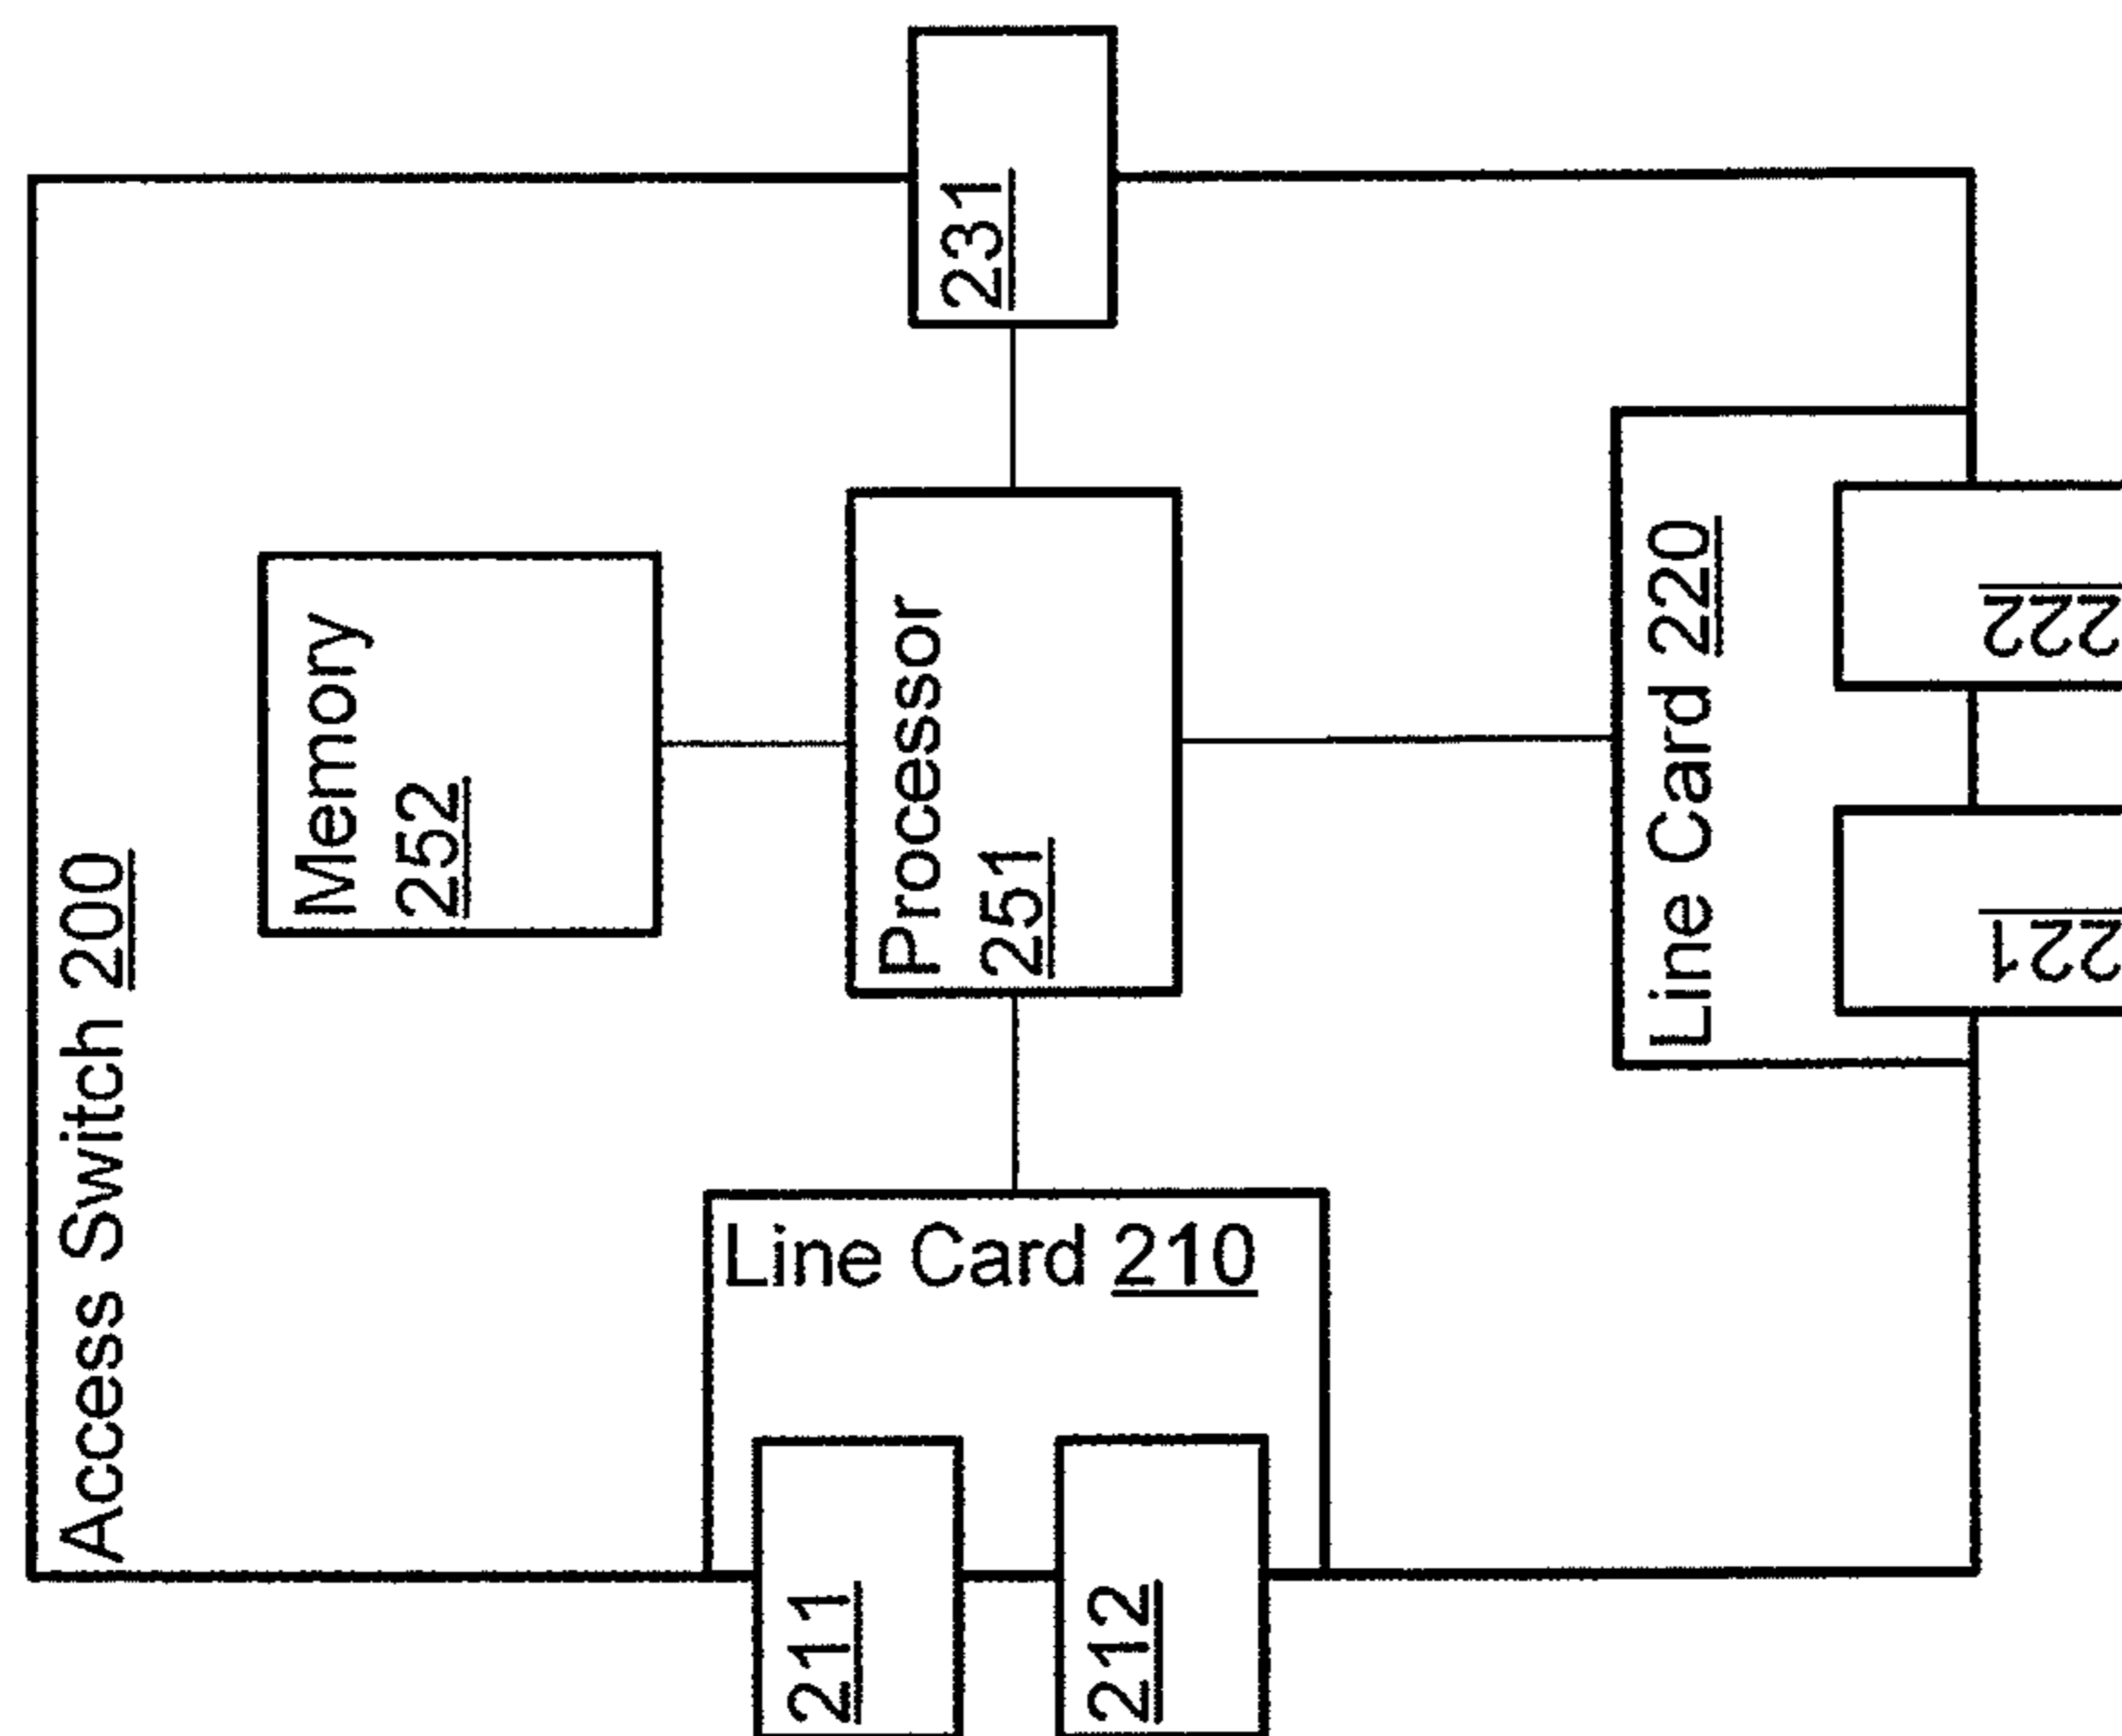 Access Switch 200
Memory
252
Processor
251
231
Line Card 210
211
212
Line Card 220
221
222